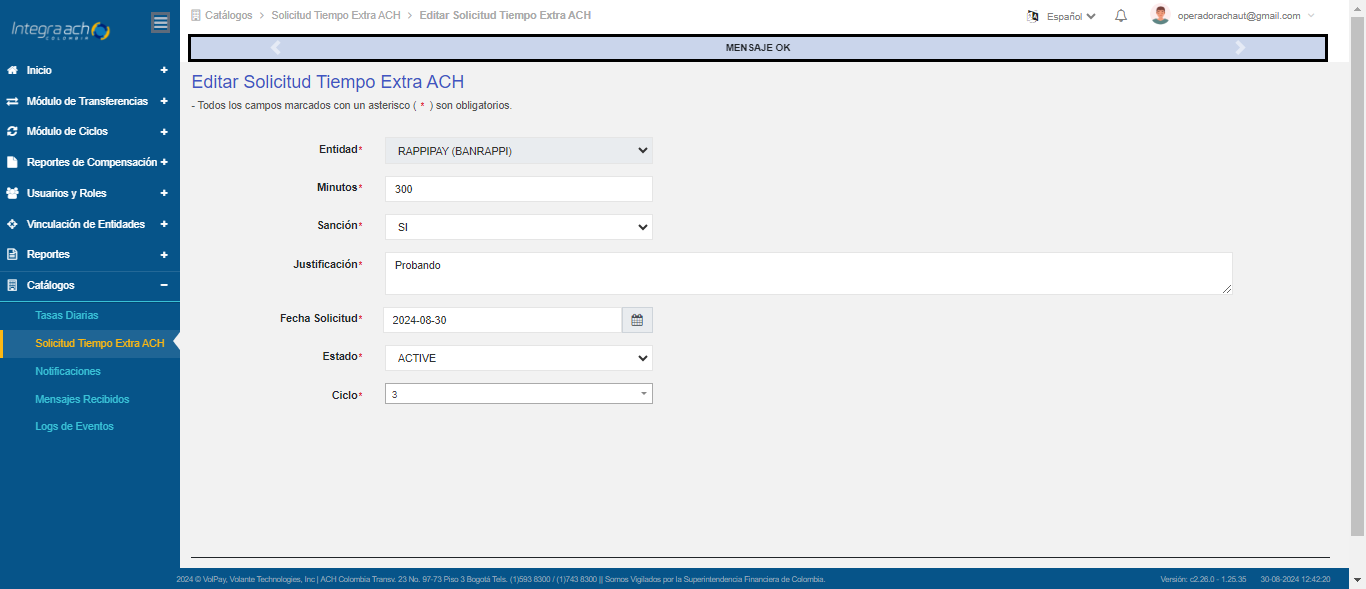 Integra ach
COLOMBIA
Inicio +
Módulo de Transferencias +
Módulo de Ciclos +
Reportes de Compensación +
Usuarios y Roles +
Vinculación de Entidades +
Reportes +
Catálogos −
Tasas Diarias
Solicitud Tiempo Extra ACH
Notificaciones
Mensajes Recibidos
Logs de Eventos
Catálogos > Solicitud Tiempo Extra ACH > Editar Solicitud Tiempo Extra ACH
Español
operadorachaut@gmail.com
MENSAJE OK
Editar Solicitud Tiempo Extra ACH
- Todos los campos marcados con un asterisco ( * ) son obligatorios.
Entidad* RAPPIPAY (BANRAPPI)
Minutos* 300
Sanción* SI
Justificación* Probando
Fecha Solicitud* 2024-08-30
Estado* ACTIVE
Ciclo* 3
2024 © VolPay, Volante Technologies, Inc | ACH Colombia Transv. 23 No. 97-73 Piso 3 Bogotá Tels. (1)593 8300 / (1)743 8300 || Somos Vigilados por la Superintendencia Financiera de Colombia.
Versión: c2.26.0 - 1.25.35 30-08-2024 12:42:20